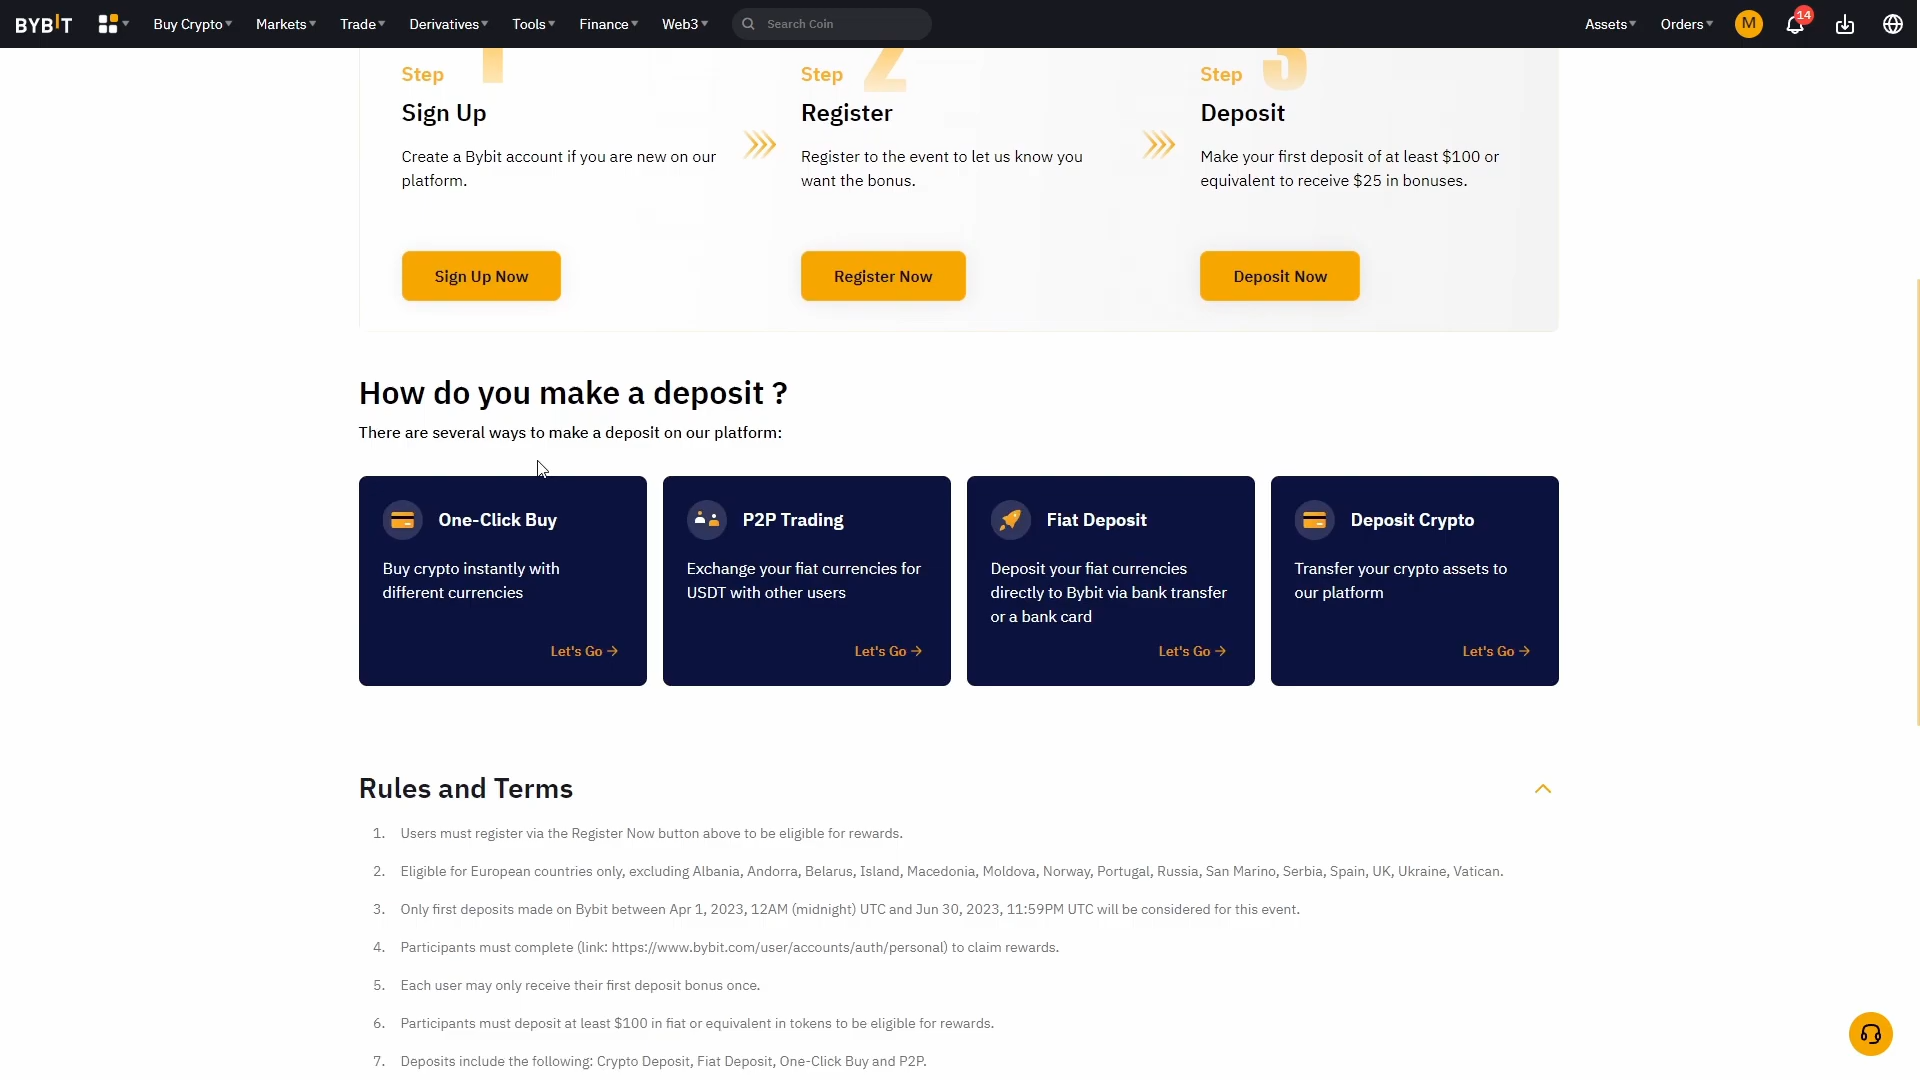 BYBIT
Buy Crypto
Markets
Trade
Derivatives
Tools
Finance
Web3
Search Coin
Assets
Orders
M
14
Step 1
Step 2
Step 3
Sign Up
Register
Deposit
Create a Bybit account if you are new on our
platform.
Register to the event to let us know you
want the bonus.
Make your first deposit of at least $100 or
equivalent to receive $25 in bonuses.
Sign Up Now
Register Now
Deposit Now
How do you make a deposit ?
There are several ways to make a deposit on our platform:
One-Click Buy
Buy crypto instantly with
different currencies
Let's Go →
P2P Trading
Exchange your fiat currencies for
USDT with other users
Let's Go →
Fiat Deposit
Deposit your fiat currencies
directly to Bybit via bank transfer
or a bank card
Let's Go →
Deposit Crypto
Transfer your crypto assets to
our platform
Let's Go →
Rules and Terms
1. Users must register via the Register Now button above to be eligible for rewards.
2. Eligible for European countries only, excluding Albania, Andorra, Belarus, Island, Macedonia, Moldova, Norway, Portugal, Russia, San Marino, Serbia, Spain, UK, Ukraine, Vatican.
3. Only first deposits made on Bybit between Apr 1, 2023, 12AM (midnight) UTC and Jun 30, 2023, 11:59PM UTC will be considered for this event.
4. Participants must complete (link: https://www.bybit.com/user/accounts/auth/personal) to claim rewards.
5. Each user may only receive their first deposit bonus once.
6. Participants must deposit at least $100 in fiat or equivalent in tokens to be eligible for rewards.
7. Deposits include the following: Crypto Deposit, Fiat Deposit, One-Click Buy and P2P.